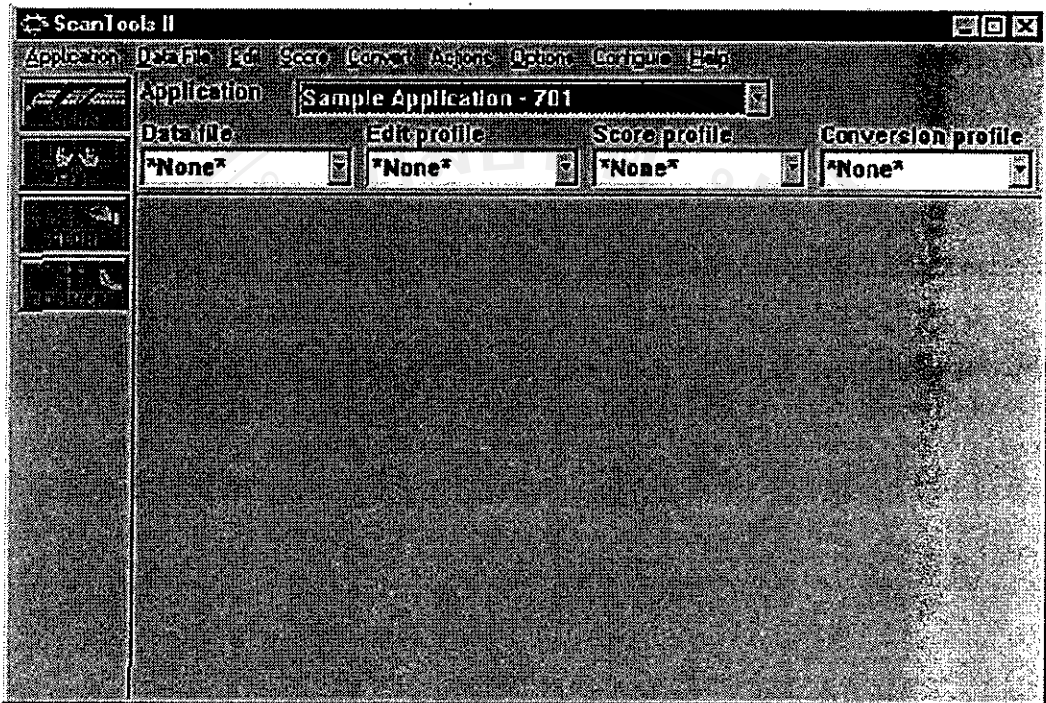 ScanTools II
Application Data File Edit Score Convert Actions Options Configure Help
Application Sample Application - 701
Data file Edit profile Score profile Conversion profile
*None* *None* *None* *None*